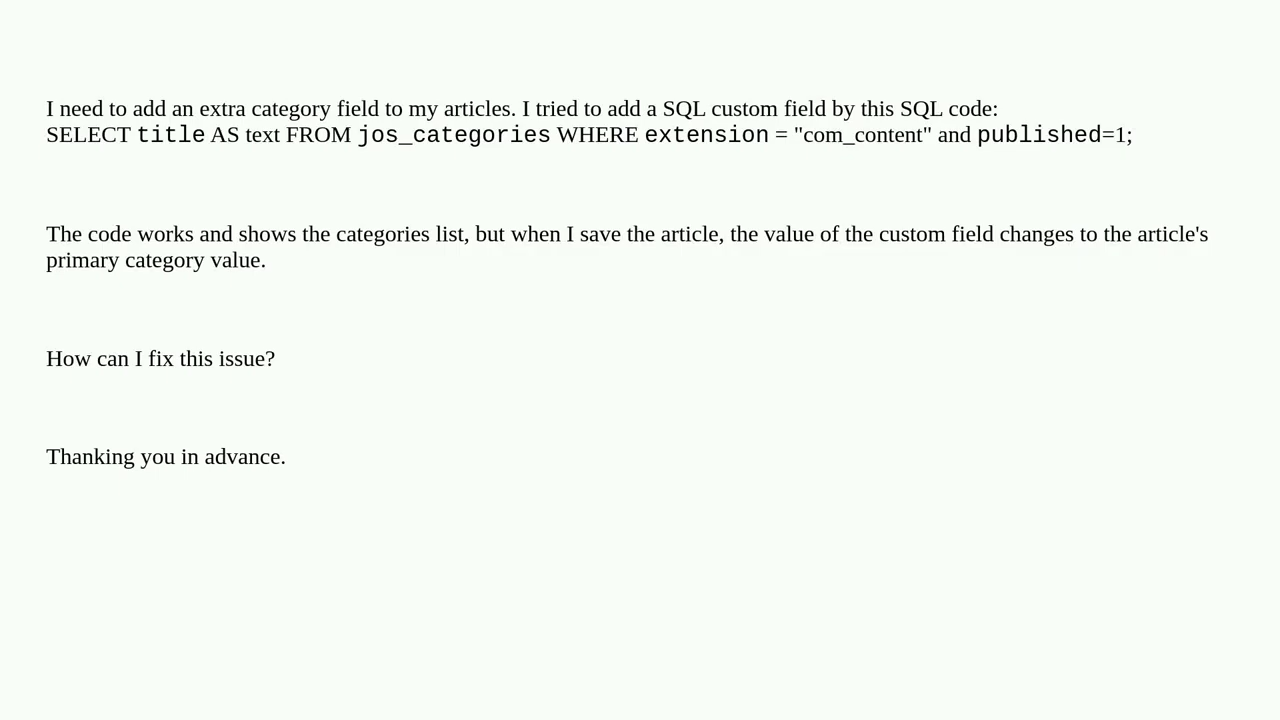 I need to add an extra category field to my articles. I tried to add a SQL custom field by this SQL code:
SELECT title AS text FROM jos_categories WHERE extension = "com_content" and published=1;
The code works and shows the categories list, but when I save the article, the value of the custom field changes to the article's
primary category value.
How can I fix this issue?
Thanking you in advance.